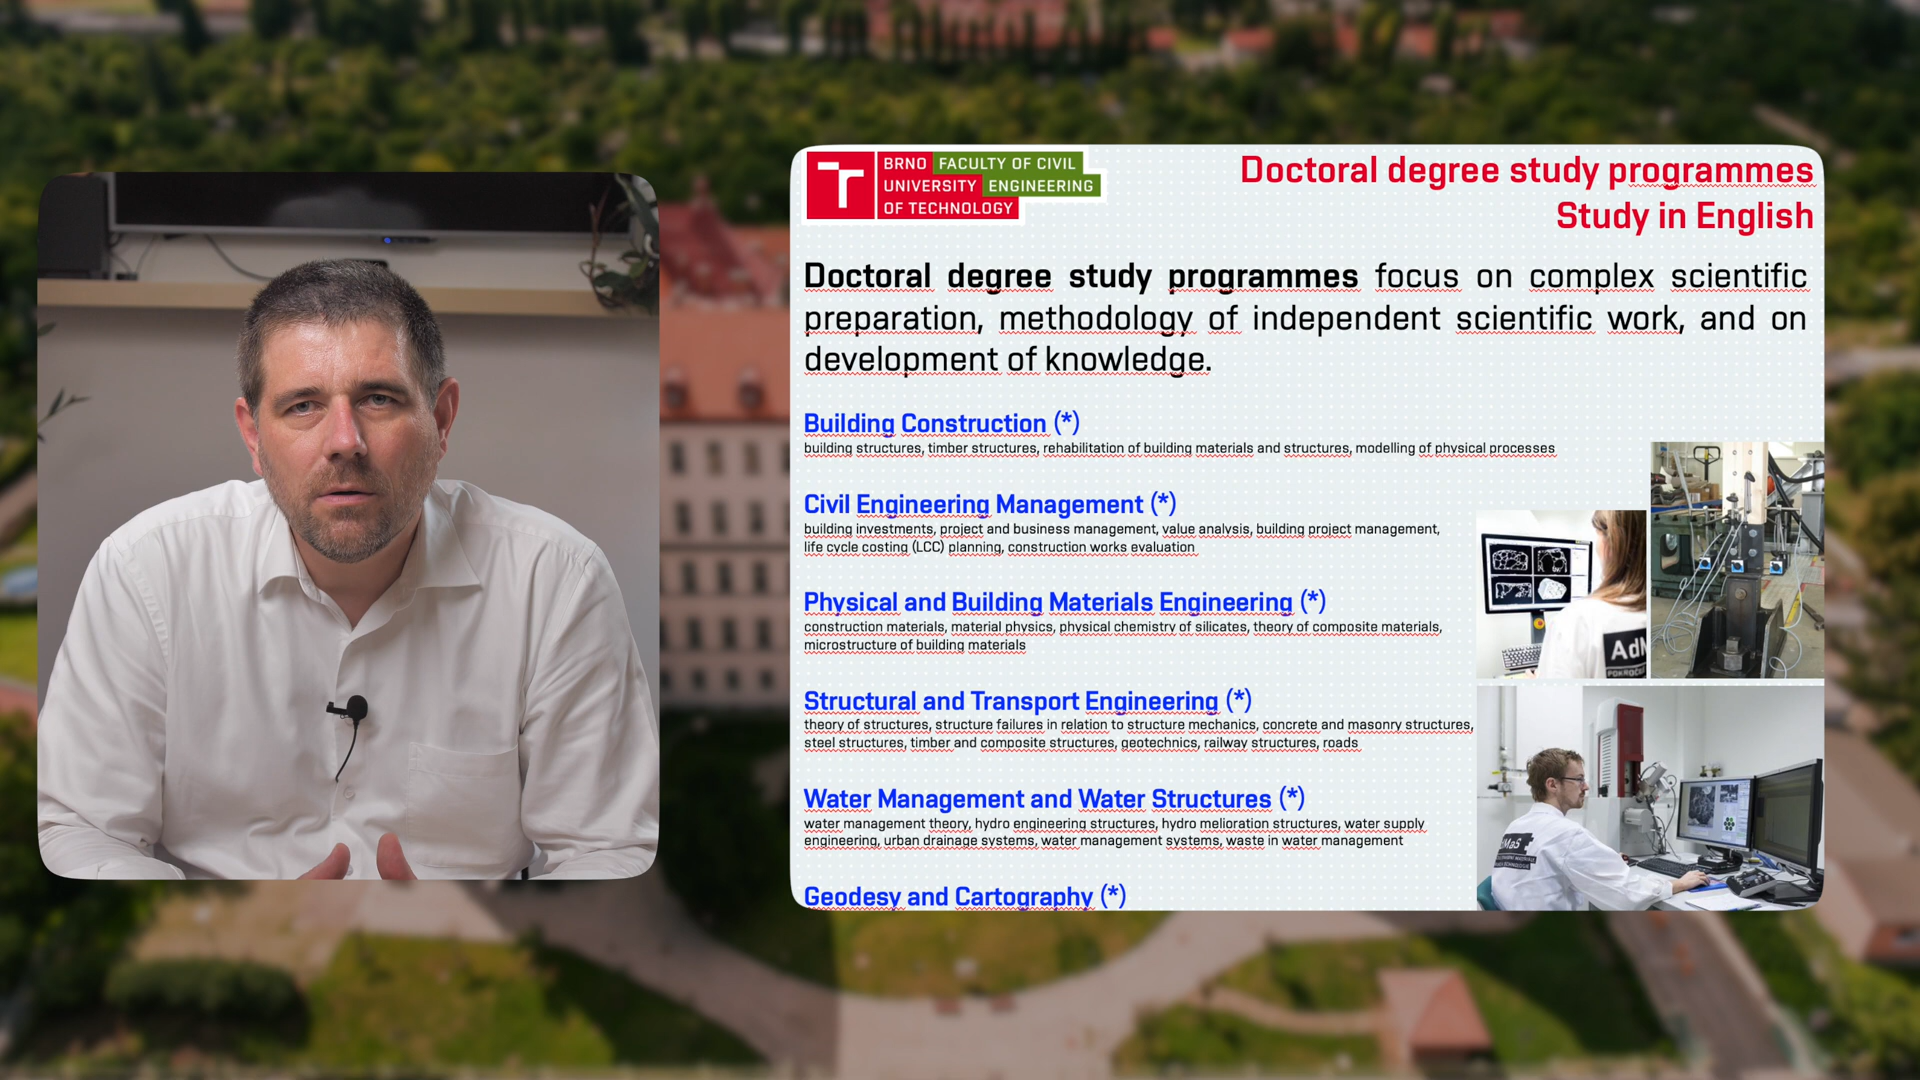 BRNO FACULTY OF CIVIL
UNIVERSITY ENGINEERING
OF TECHNOLOGY
Doctoral degree study programmes
Study in English
Doctoral degree study programmes focus on complex scientific
preparation, methodology of independent scientific work, and on
development of knowledge.
Building Construction (*)
building structures, timber structures, rehabilitation of building materials and structures, modelling of physical processes
Civil Engineering Management (*)
building investments, project and business management, value analysis, building project management,
life cycle costing (LCC) planning, construction works evaluation
Physical and Building Materials Engineering (*)
construction materials, material physics, physical chemistry of silicates, theory of composite materials,
microstructure of building materials
Structural and Transport Engineering (*)
theory of structures, structure failures in relation to structure mechanics, concrete and masonry structures,
steel structures, timber and composite structures, geotechnics, railway structures, roads
Water Management and Water Structures (*)
water management theory, hydro engineering structures, hydro melioration structures, water supply
engineering, urban drainage systems, water management systems, waste in water management
Geodesy and Cartography (*)